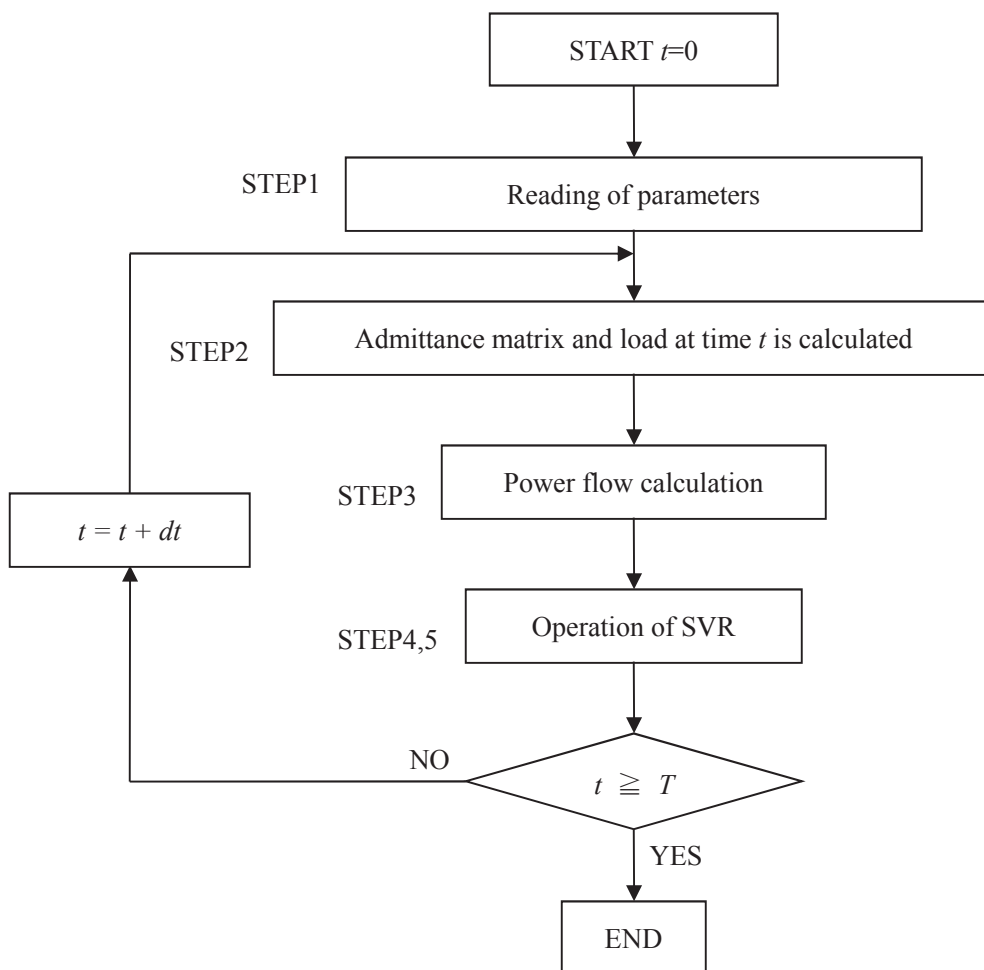 START t=0
STEP1
Reading of parameters
STEP2
Admittance matrix and load at time t is calculated
STEP3
Power flow calculation
t = t + dt
STEP4,5
Operation of SVR
NO
t ≧ T
YES
END